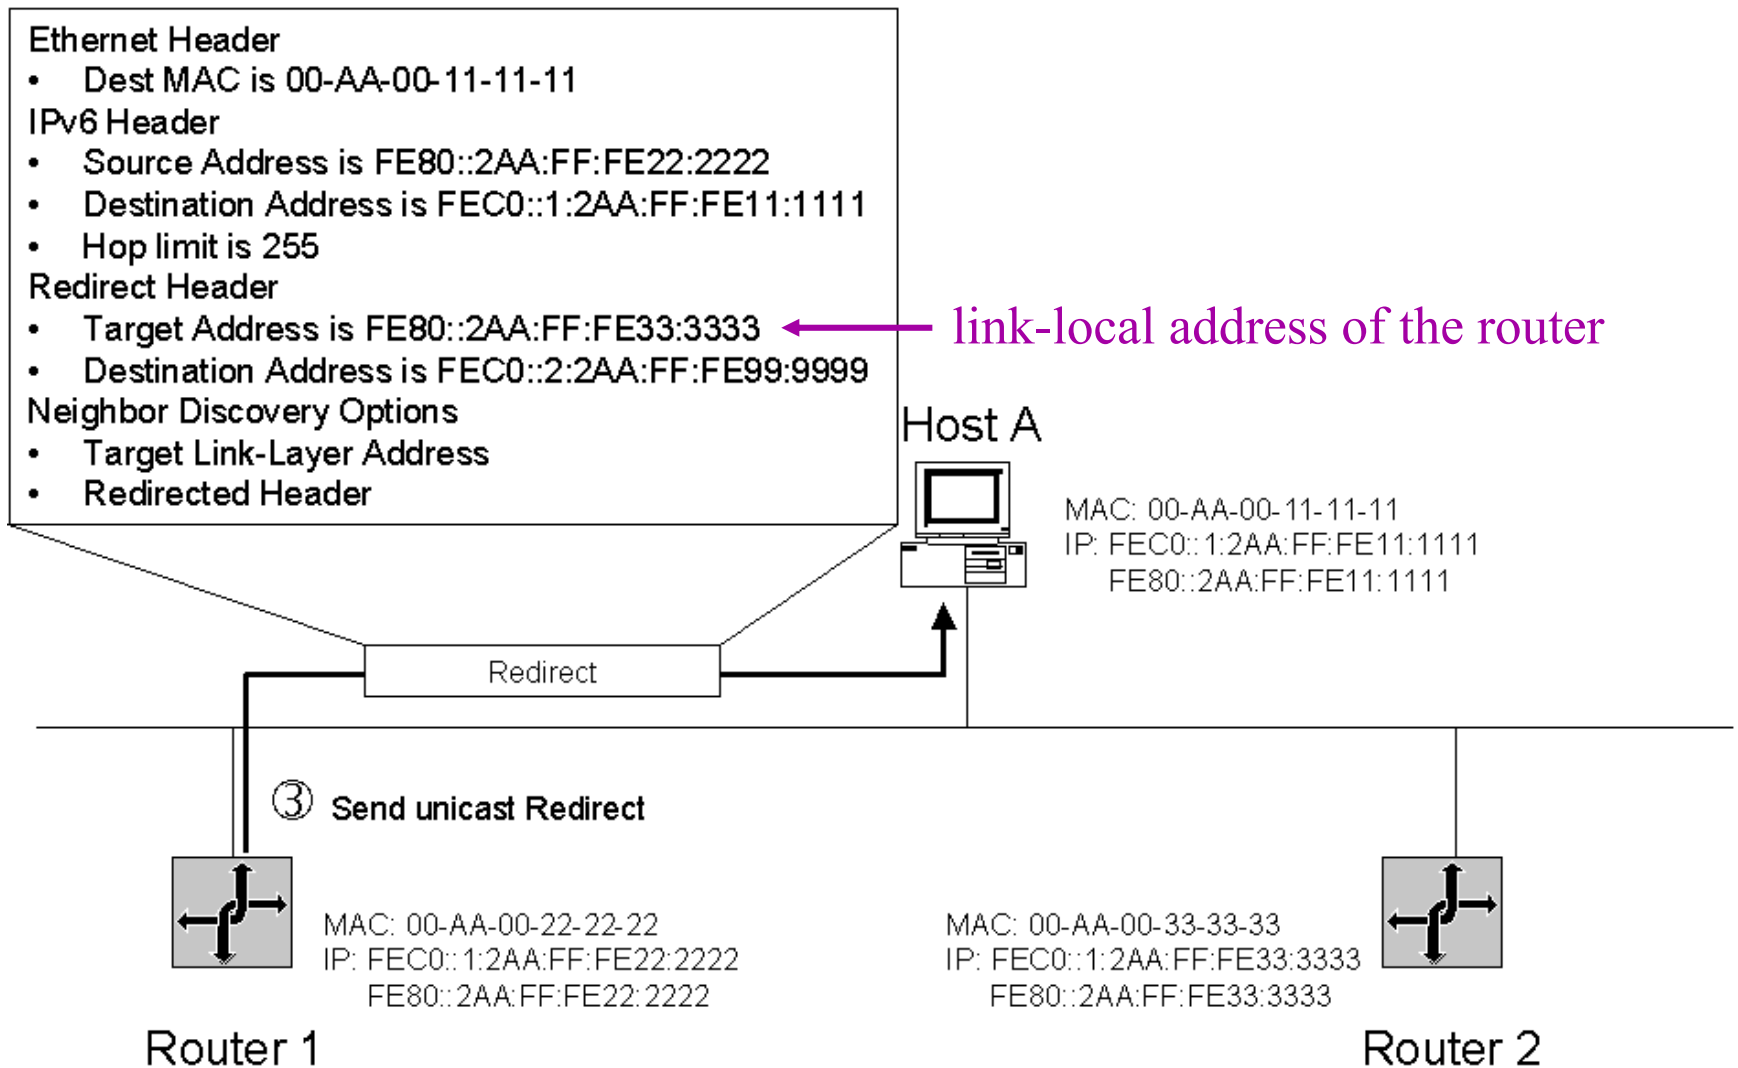 Ethernet Header
• Dest MAC is 00-AA-00-11-11-11
IPv6 Header
• Source Address is FE80::2AA:FF:FE22:2222
• Destination Address is FEC0::1:2AA:FF:FE11:1111
• Hop limit is 255
Redirect Header
• Target Address is FE80::2AA:FF:FE33:3333
link-local address of the router
• Destination Address is FEC0::2:2AA:FF:FE99:9999
Neighbor Discovery Options
• Target Link-Layer Address
• Redirected Header
Host A
MAC: 00-AA-00-11-11-11
IP: FEC0::1:2AA:FF:FE11:1111
FE80::2AA:FF:FE11:1111
Redirect
③ Send unicast Redirect
MAC: 00-AA-00-22-22-22
IP: FEC0::1:2AA:FF:FE22:2222
FE80::2AA:FF:FE22:2222
Router 1
MAC: 00-AA-00-33-33-33
IP: FEC0::1:2AA:FF:FE33:3333
FE80::2AA:FF:FE33:3333
Router 2